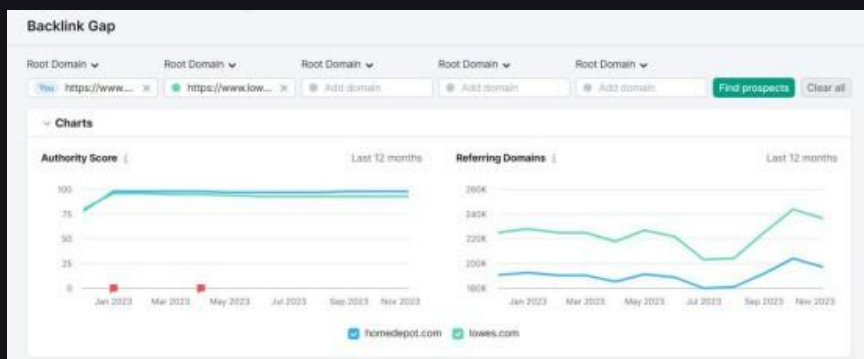 Backlink Gap
Root Domain Root Domain Root Domain Root Domain Root Domain
You https://www.... × https://www.low... × Add domain Add domain Add domain Find prospects Clear all
Charts
Authority Score i Last 12 months
100
75
50
25
0
Jan 2023 Mar 2023 May 2023 Jul 2023 Sep 2023 Nov 2023
Referring Domains i Last 12 months
260K
240K
220K
200K
180K
Jan 2023 Mar 2023 May 2023 Jul 2023 Sep 2023 Nov 2023
homedepot.com lowes.com